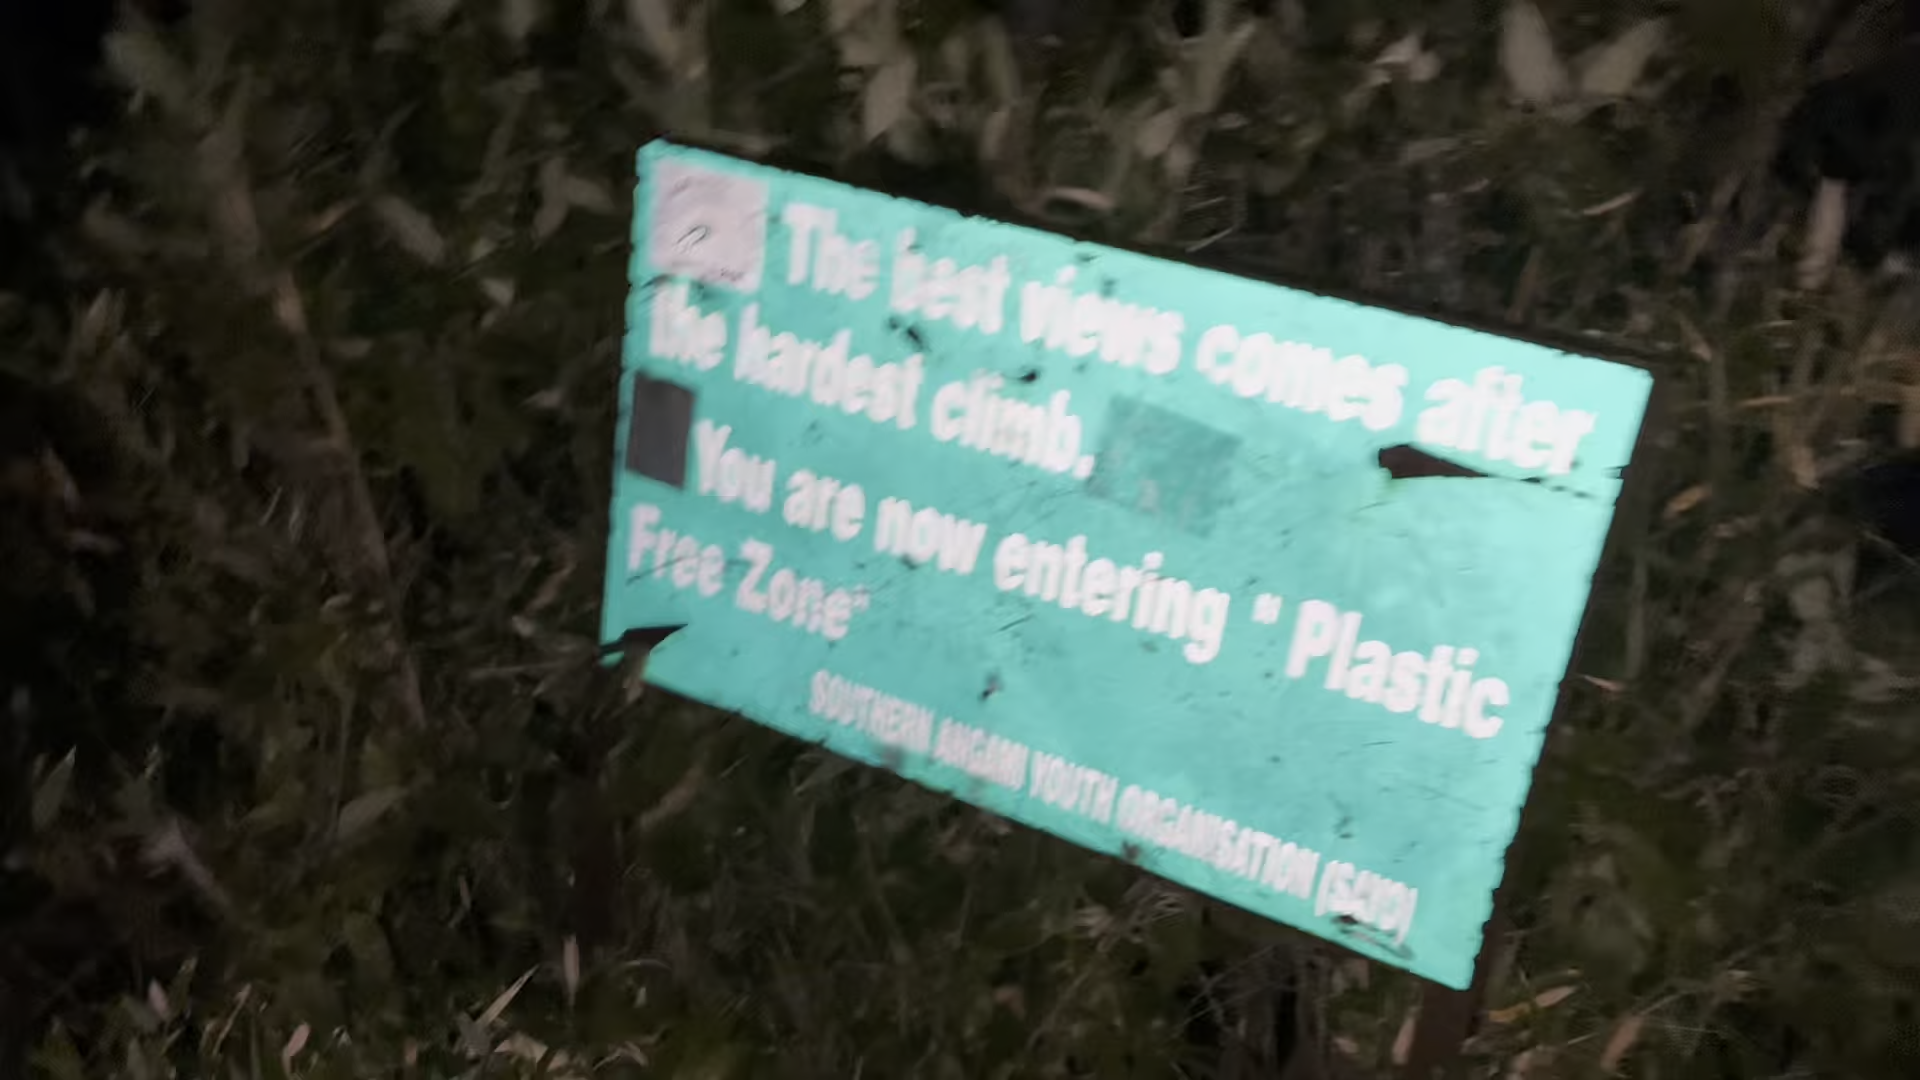 The best views comes after
the hardest climb.
You are now entering " Plastic
Free Zone"
SOUTHERN ANGAMI YOUTH ORGANISATION (SAYO)